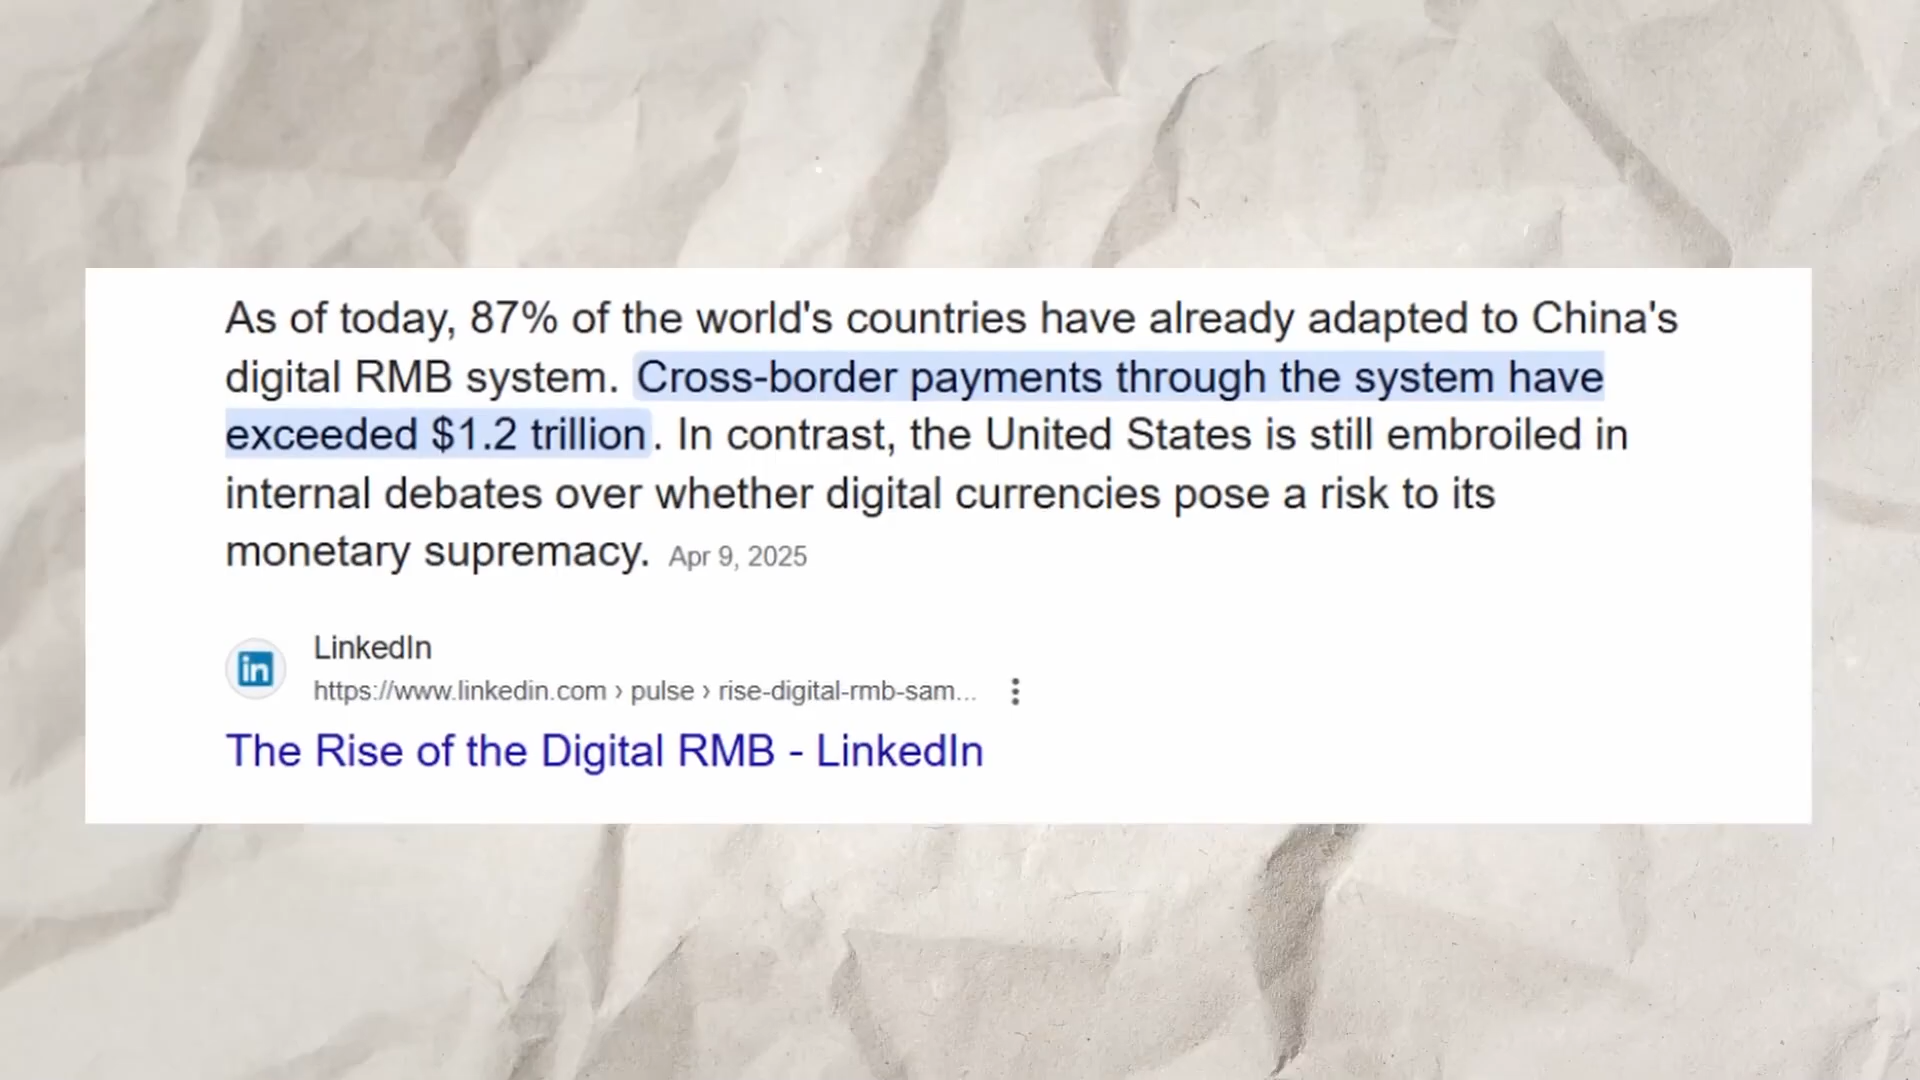 As of today, 87% of the world's countries have already adapted to China's
digital RMB system. Cross-border payments through the system have
exceeded $1.2 trillion. In contrast, the United States is still embroiled in
internal debates over whether digital currencies pose a risk to its
monetary supremacy. Apr 9, 2025
in
LinkedIn
https://www.linkedin.com › pulse › rise-digital-rmb-sam...
The Rise of the Digital RMB - LinkedIn